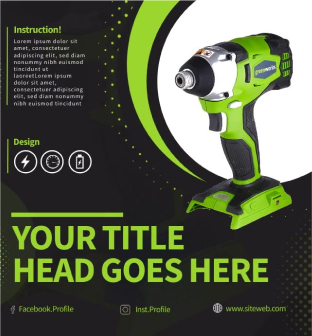 Instruction!
Lorem ipsum dolor sit
amet, consectetuer
adipiscing elit, sed diam
nonummy nibh euismod
tincidunt ut
laoreetLorem ipsum
dolor sit amet,
consectetuer adipiscing
elit, sed diam nonummy
nibh euismod tincidunt
Design
YOUR TITLE
HEAD GOES HERE
Facebook.Profile
Inst.Profile
www.siteweb.com